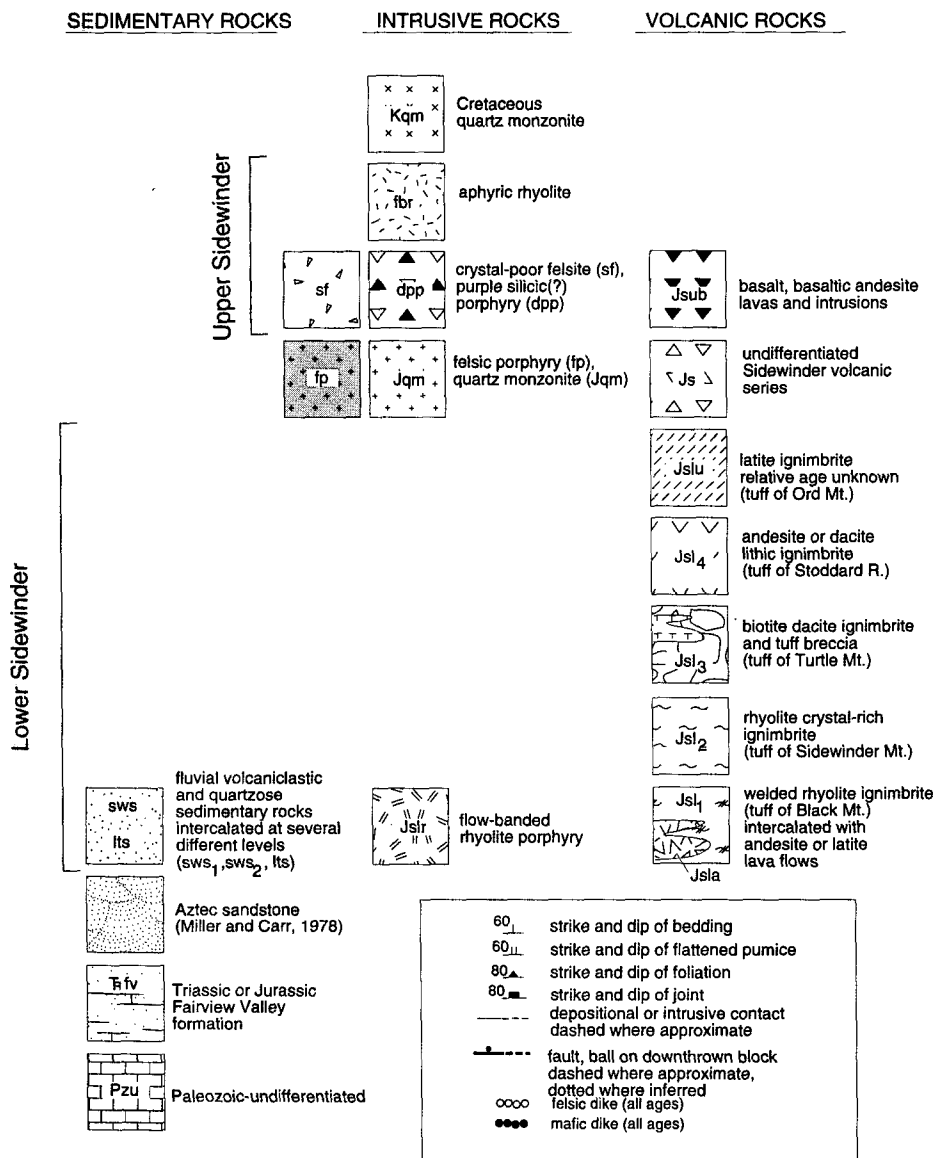 SEDIMENTARY ROCKS
INTRUSIVE ROCKS
VOLCANIC ROCKS
Upper Sidewinder
Lower Sidewinder
Kqm
Cretaceous
quartz monzonite
fbr
aphyric rhyolite
sf
dpp
crystal-poor felsite (sf),
purple silicic(?)
porphyry (dpp)
Jsub
basalt, basaltic andesite
lavas and intrusions
fp
Jqm
felsic porphyry (fp),
quartz monzonite (Jqm)
Js
undifferentiated
Sidewinder volcanic
series
Jslu
latite ignimbrite
relative age unknown
(tuff of Ord Mt.)
Jsl4
andesite or dacite
lithic ignimbrite
(tuff of Stoddard R.)
Jsl3
biotite dacite ignimbrite
and tuff breccia
(tuff of Turtle Mt.)
Jsl2
rhyolite crystal-rich
ignimbrite
(tuff of Sidewinder Mt.)
sws
lts
fluvial volcaniclastic
and quartzose
sedimentary rocks
intercalated at several
different levels
(sws1,sws2, lts)
Jslr
flow-banded
rhyolite porphyry
Jsl1
Jsla
welded rhyolite ignimbrite
(tuff of Black Mt.)
intercalated with
andesite or latite
lava flows
Aztec sandstone
(Miller and Carr, 1978)
TRfv
Triassic or Jurassic
Fairview Valley
formation
Pzu
Paleozoic-undifferentiated
60 strike and dip of bedding
60 strike and dip of flattened pumice
80 strike and dip of foliation
80 strike and dip of joint
depositional or intrusive contact
dashed where approximate
fault, ball on downthrown block
dashed where approximate,
dotted where inferred
felsic dike (all ages)
mafic dike (all ages)